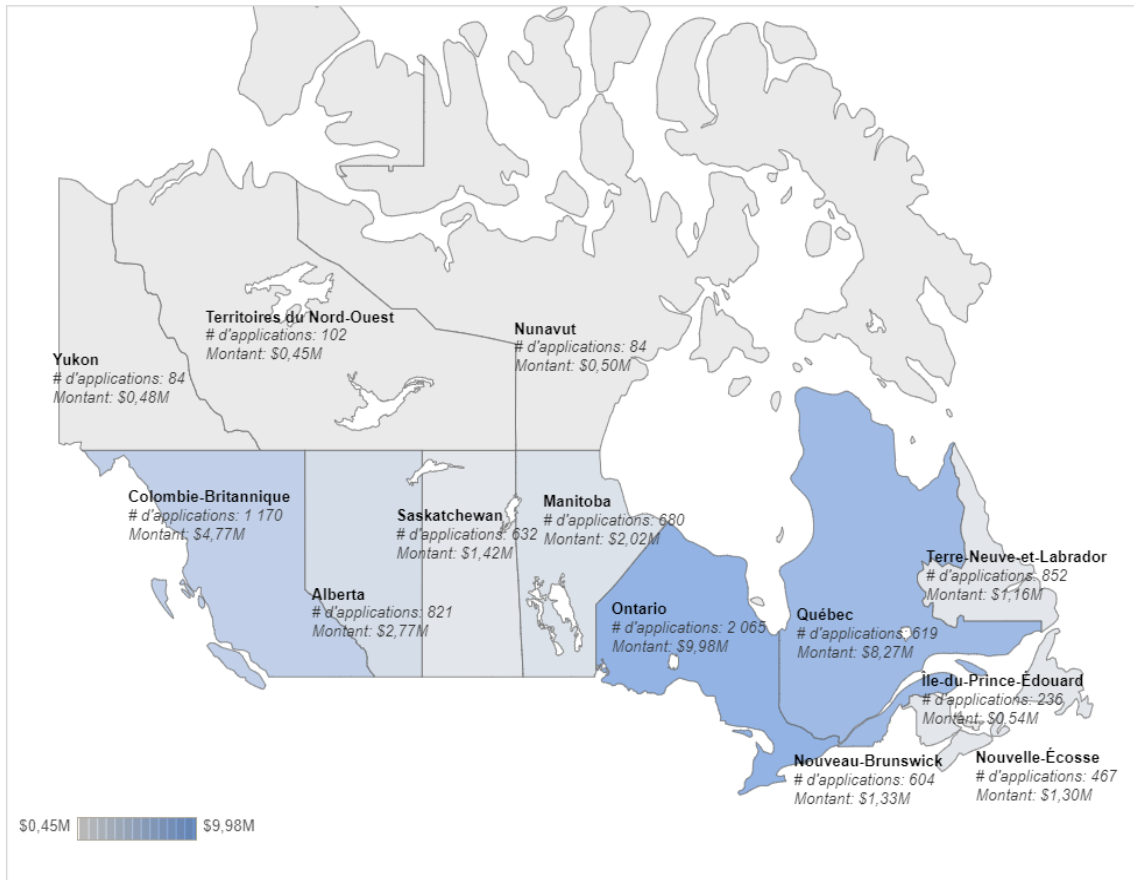 Territoires du Nord-Ouest
# d'applications: 102
Montant: $0,45M
Nunavut
# d'applications: 84
Montant: $0,50M
Yukon
# d'applications: 84
Montant: $0,48M
Colombie-Britannique
# d'applications: 1 170
Montant: $4,77M
Saskatchewan
# d'applications: 632
Montant: $1,42M
Manitoba
# d'applications: 680
Montant: $2,02M
Terre-Neuve-et-Labrador
# d'applications: 852
Montant: $1,16M
Alberta
# d'applications: 821
Montant: $2,77M
Ontario
# d'applications: 2 065
Montant: $9,98M
Québec
# d'applications: 619
Montant: $8,27M
Île-du-Prince-Édouard
# d'applications: 236
Montant: $0,54M
Nouveau-Brunswick
# d'applications: 604
Montant: $1,33M
Nouvelle-Écosse
# d'applications: 467
Montant: $1,30M
$0,45M
$9,98M